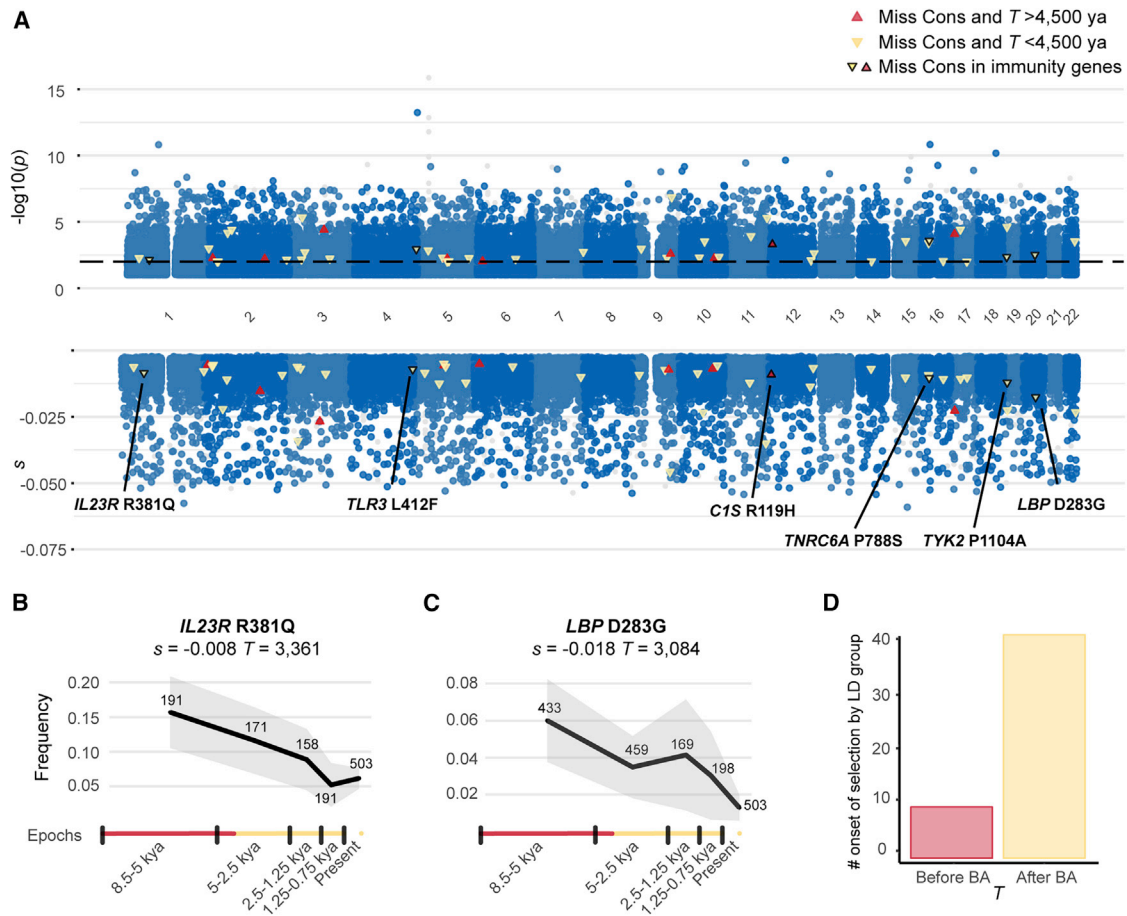 A
Miss Cons and T >4,500 ya
Miss Cons and T <4,500 ya
Miss Cons in immunity genes
-log10(p)
15
10
5
0
1 2 3 4 5 6 7 8 9 10 11 12 13 14 15 16 17 18 19 20 21 22
s
-0.025
-0.050
-0.075
IL23R R381Q
TLR3 L412F
C1S R119H
LBP D283G
TNRC6A P788S
TYK2 P1104A
B
IL23R R381Q
s = -0.008 T = 3,361
Frequency
0.20
0.15
0.10
0.05
191
171
158
191
503
Epochs
8.5-5 kya
5-2.5 kya
2.5-1.25 kya
1.25-0.75 kya
Present
C
LBP D283G
s = -0.018 T = 3,084
0.08
0.06
0.04
0.02
433
459
169
198
503
8.5-5 kya
5-2.5 kya
2.5-1.25 kya
1.25-0.75 kya
Present
D
# onset of selection by LD group
40
30
20
10
0
Before BA After BA
T